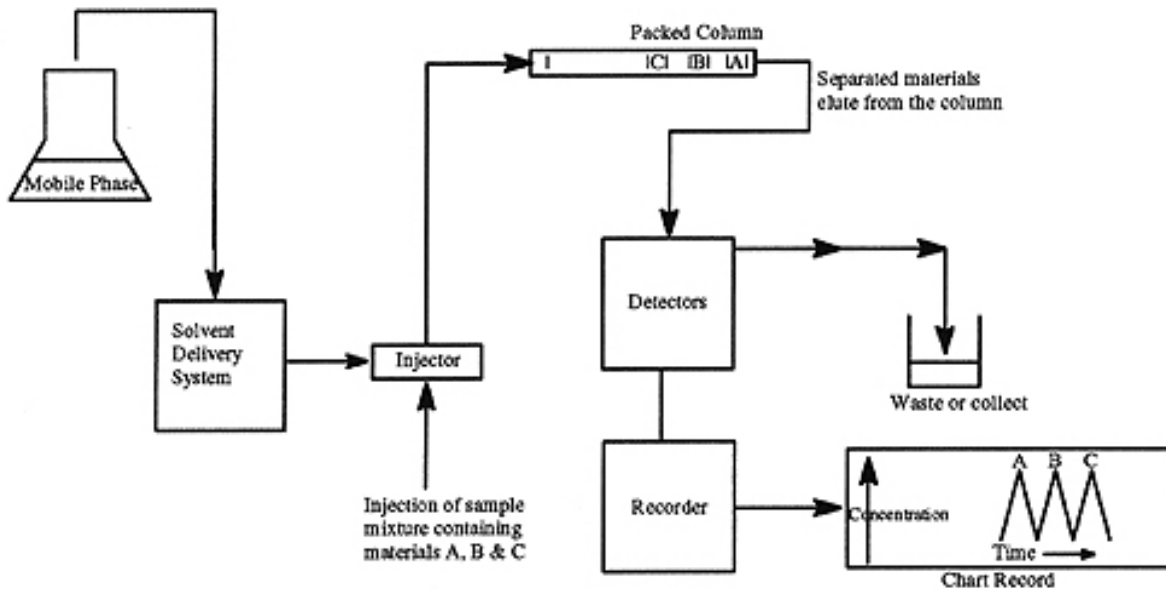 Packed Column
|
|C|
|B|
|A|
Separated materials
elute from the column
Mobile Phase
Solvent
Delivery
System
Injector
Detectors
Waste or collect
Injection of sample
mixture containing
materials A, B & C
Recorder
Concentration
A
B
C
Time
Chart Record